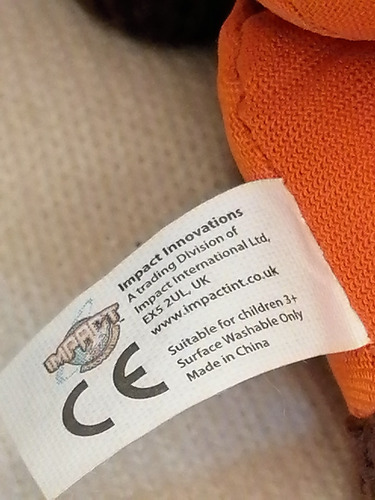 Impact Innovations
A trading Division of
Impact International Ltd,
EX5 2UL, UK
www.impactint.co.uk
IMPACT
CE
Suitable for children 3+
Surface Washable Only
Made in China